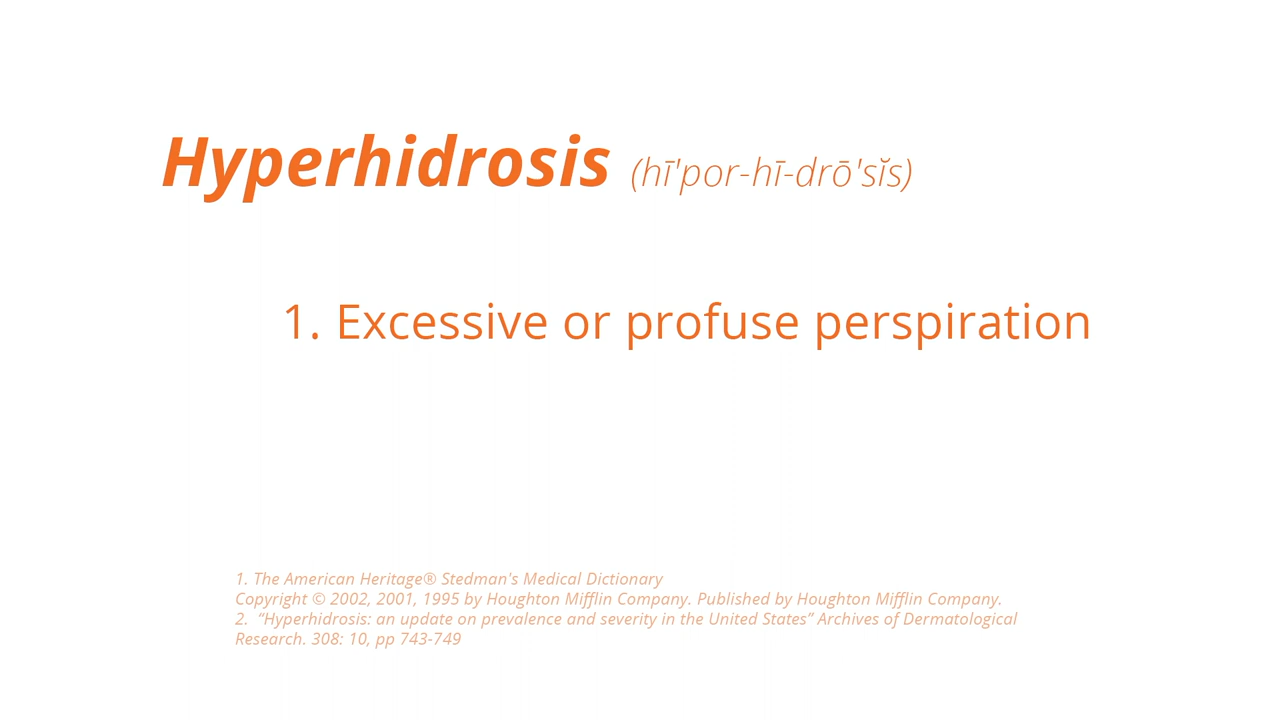 Hyperhidrosis (hī'por-hī-drō'sĭs)
1. Excessive or profuse perspiration
1. The American Heritage® Stedman's Medical Dictionary
Copyright © 2002, 2001, 1995 by Houghton Mifflin Company. Published by Houghton Mifflin Company.
2.  “Hyperhidrosis: an update on prevalence and severity in the United States” Archives of Dermatological
Research. 308: 10, pp 743-749